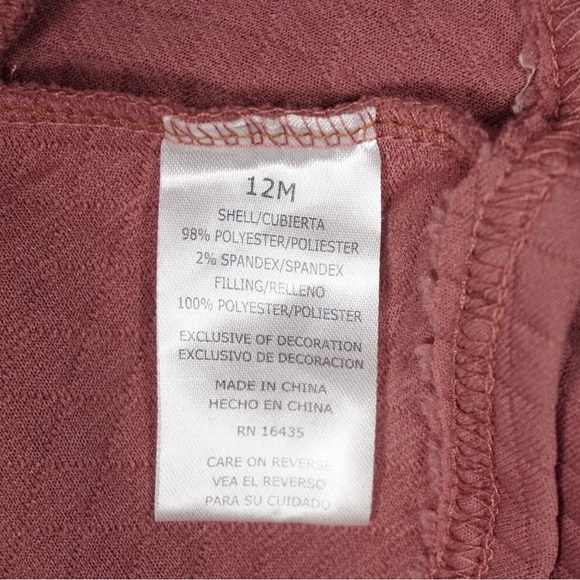 12M
SHELL/CUBIERTA
98% POLYESTER/POLIESTER
2% SPANDEX/SPANDEX
FILLING/RELLENO
100% POLYESTER/POLIESTER
EXCLUSIVE OF DECORATION
EXCLUSIVO DE DECORACION
MADE IN CHINA
HECHO EN CHINA
RN 16435
CARE ON REVERSE
VEA EL REVERSO
PARA SU CUIDADO